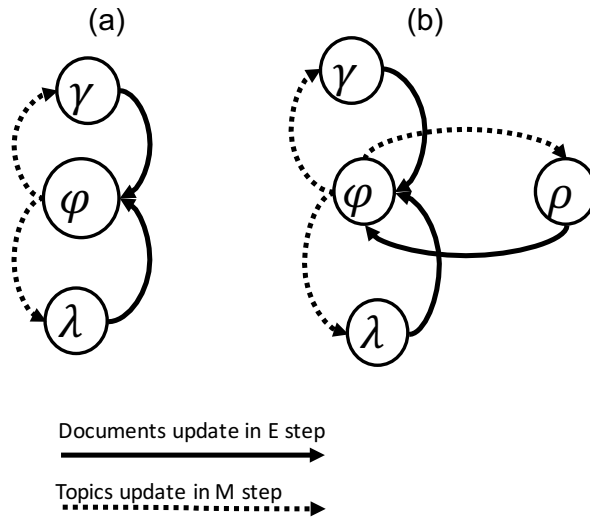 (a) (b)
γ γ
φ φ ρ
λ λ
Documents update in E step
Topics update in M step